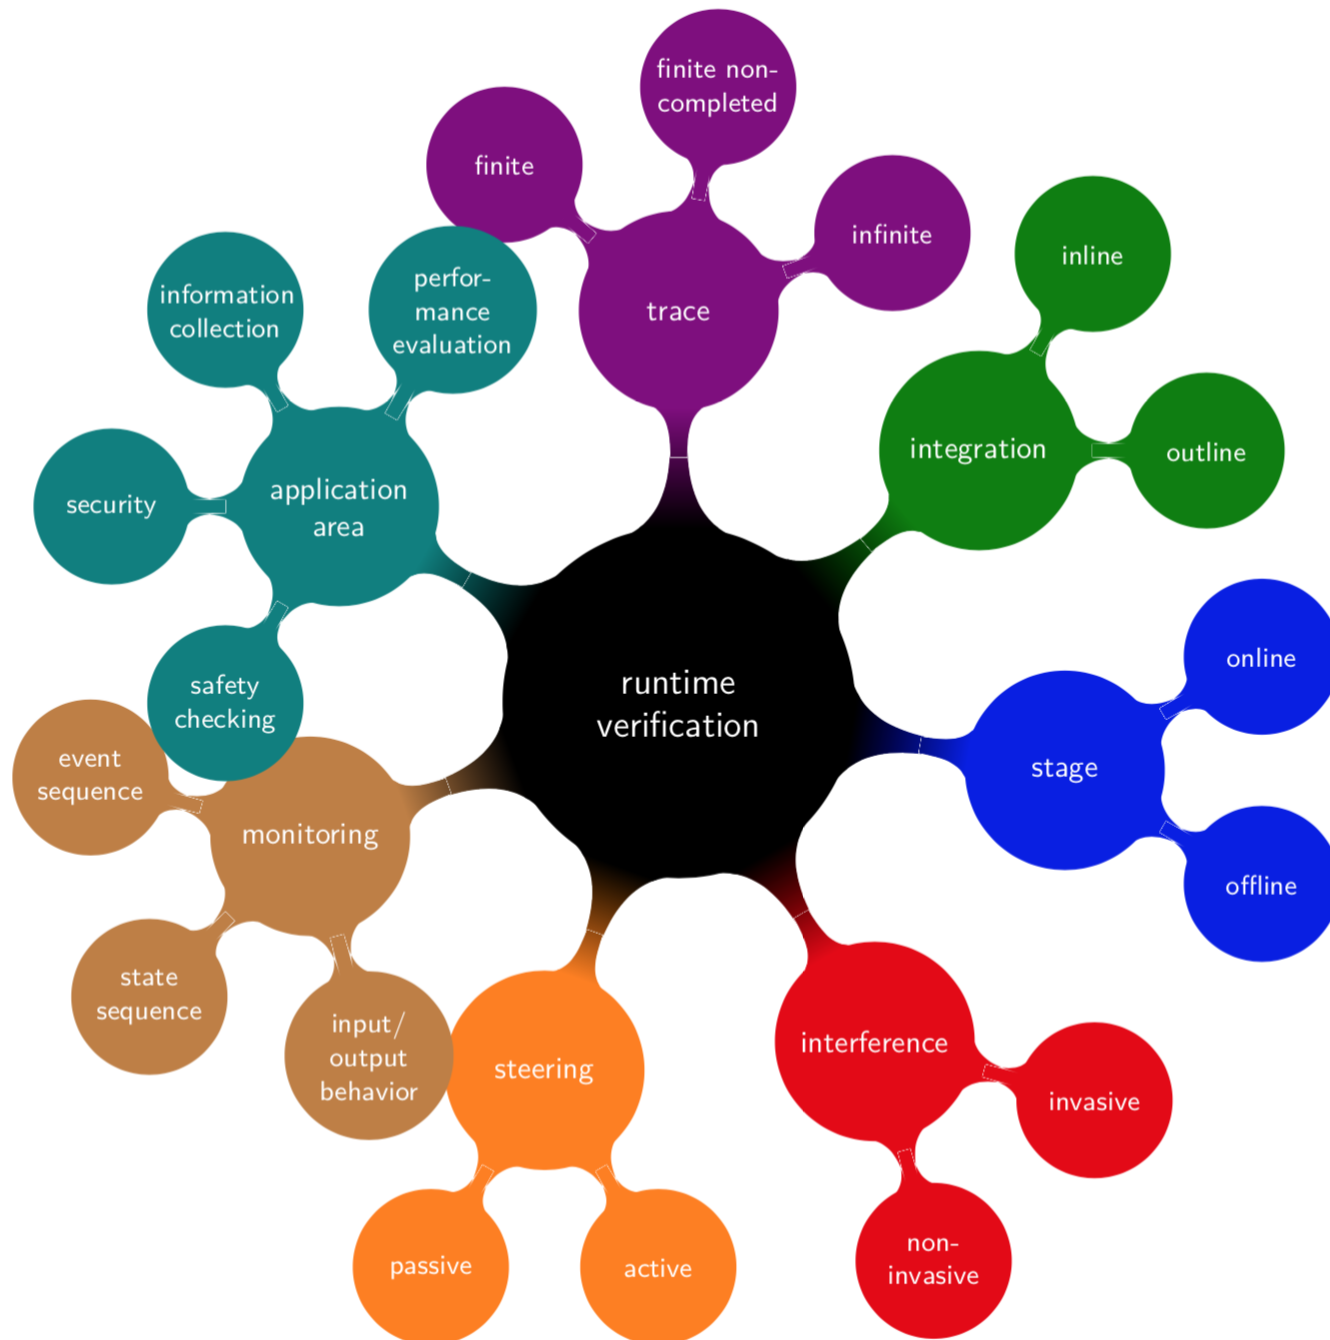 runtime
verification
trace
finite
finite non-
completed
infinite
integration
inline
outline
stage
online
offline
interference
invasive
non-
invasive
steering
active
passive
monitoring
input/
output
behavior
state
sequence
event
sequence
application
area
safety
checking
security
information
collection
perfor-
mance
evaluation